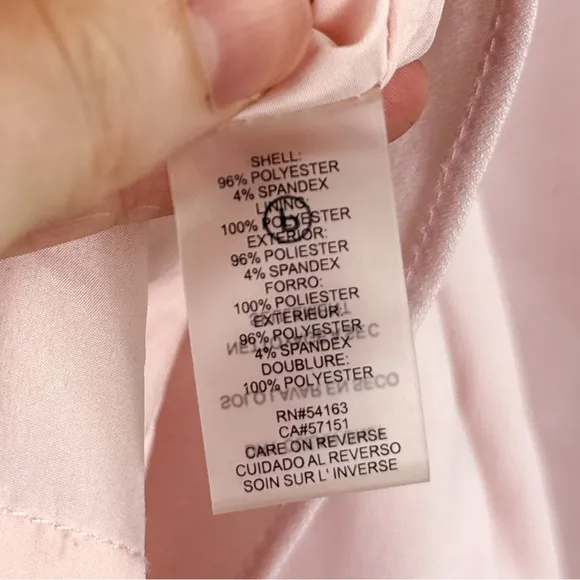 SHELL:
96% POLYESTER
4% SPANDEX
LINING:
100% POLYESTER
EXTERIOR:
96% POLIESTER
4% SPANDEX
FORRO:
100% POLIESTER
EXTERIEUR:
96% POLYESTER
4% SPANDEX
DOUBLURE:
100% POLYESTER
RN#54163
CA#57151
CARE ON REVERSE
CUIDADO AL REVERSO
SOIN SUR L' INVERSE